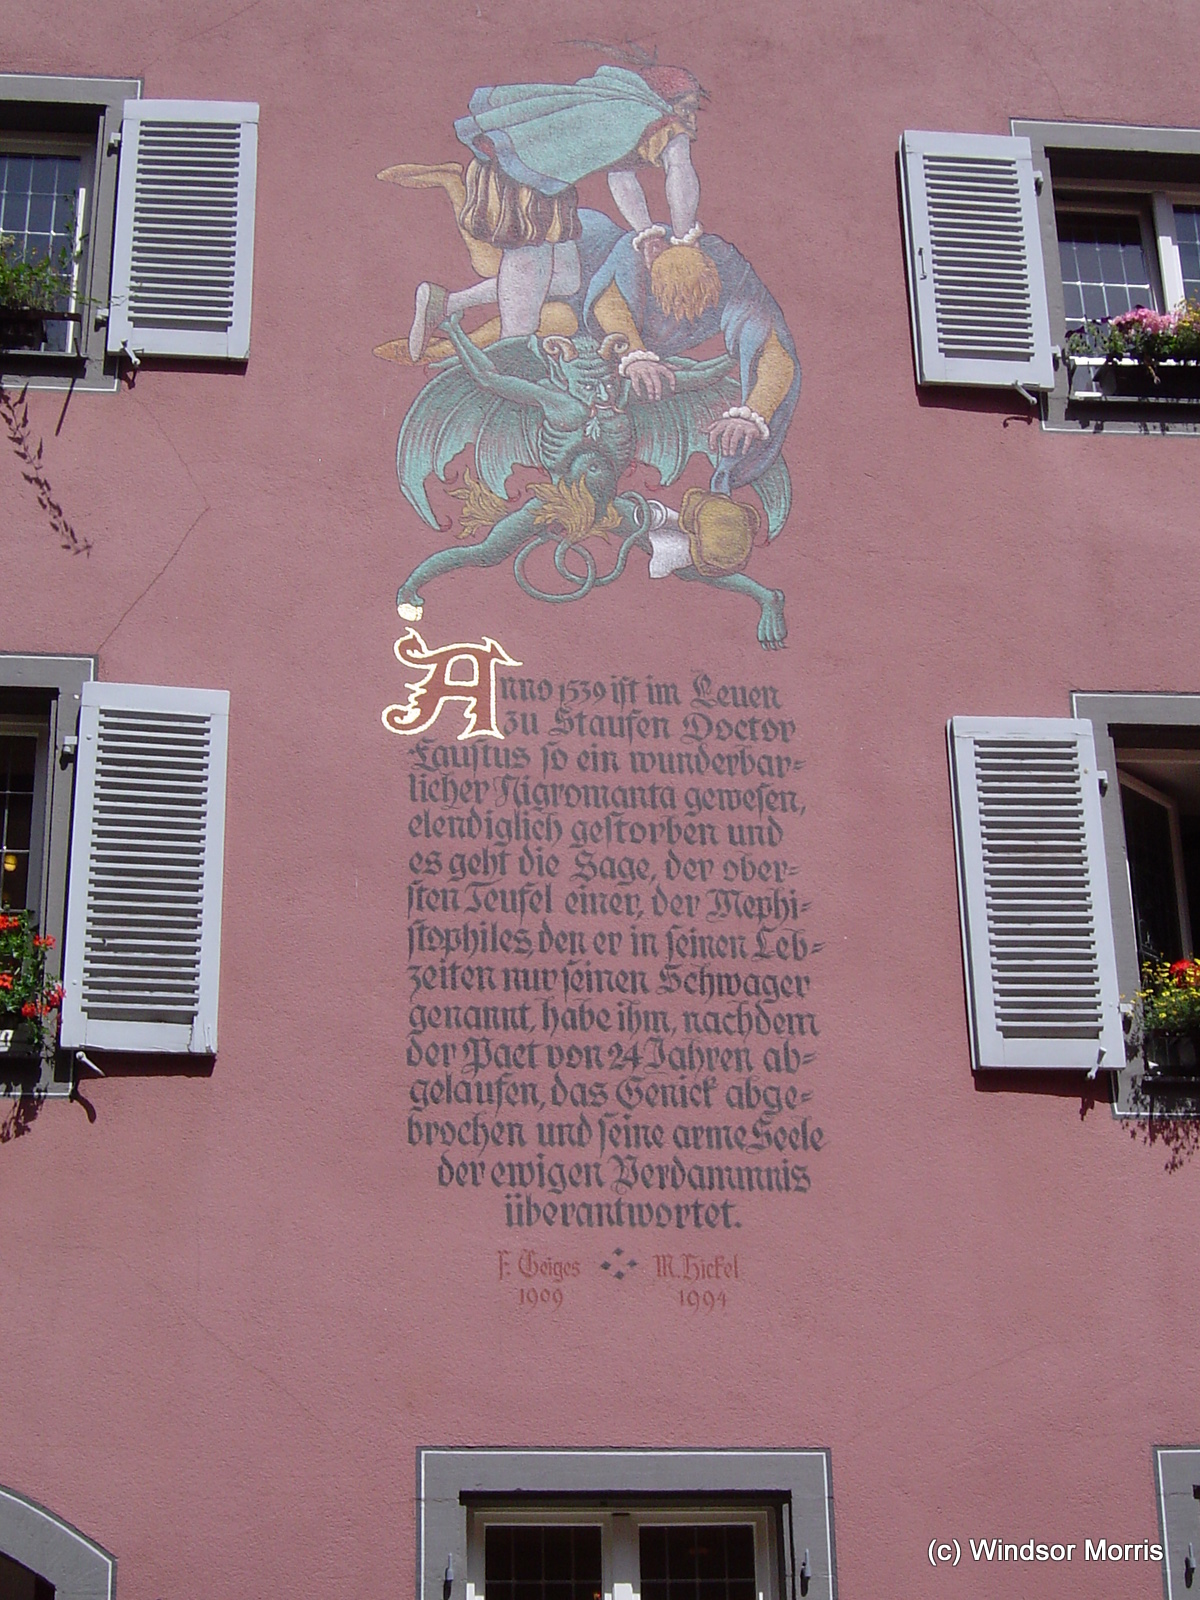 Anno 1539 ist im Leuen
zu Staufen Doctor
Faustus so ein wunderbar=
licher Nigromanta gewesen,
elendiglich gestorben und
es geht die Sage, der ober=
sten Teufel einer, der Mephi=
stophiles, den er in seinen Leb=
zeiten nur seinen Schwager
genannt, habe ihm, nachdem
der Pact von 24 Jahren ab=
gelaufen, das Genick abge=
brochen und seine arme Seele
der ewigen Verdammnis
überantwortet.
F. Geiges M. Hickel
1909 1994
(c) Windsor Morris